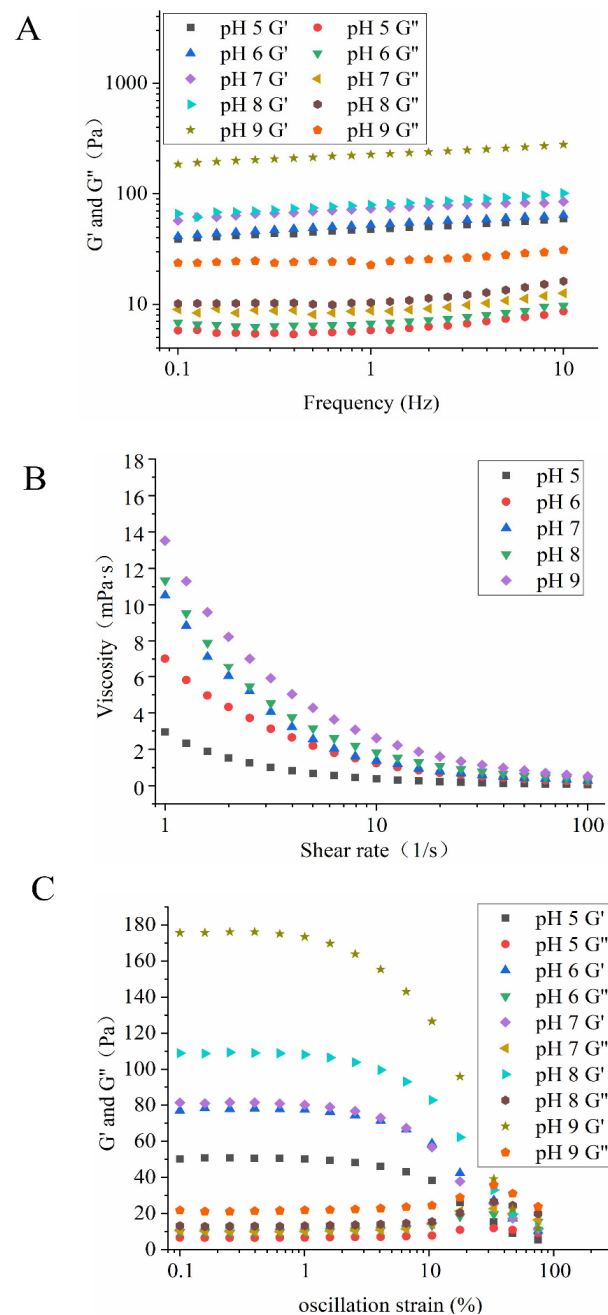 A
pH 5 G' pH 5 G''
pH 6 G' pH 6 G''
pH 7 G' pH 7 G''
pH 8 G' pH 8 G''
pH 9 G' pH 9 G''
1000
100
10
G' and G''（Pa）
0.1 1 10
Frequency (Hz)
B
18
16
14
12
10
8
6
4
2
0
Viscosity（mPa·s）
pH 5
pH 6
pH 7
pH 8
pH 9
1 10 100
Shear rate（1/s）
C
180
160
140
120
100
80
60
40
20
0
G' and G''（Pa）
pH 5 G'
pH 5 G''
pH 6 G'
pH 6 G''
pH 7 G'
pH 7 G''
pH 8 G'
pH 8 G''
pH 9 G'
pH 9 G''
0.1 1 10 100
oscillation strain (%)